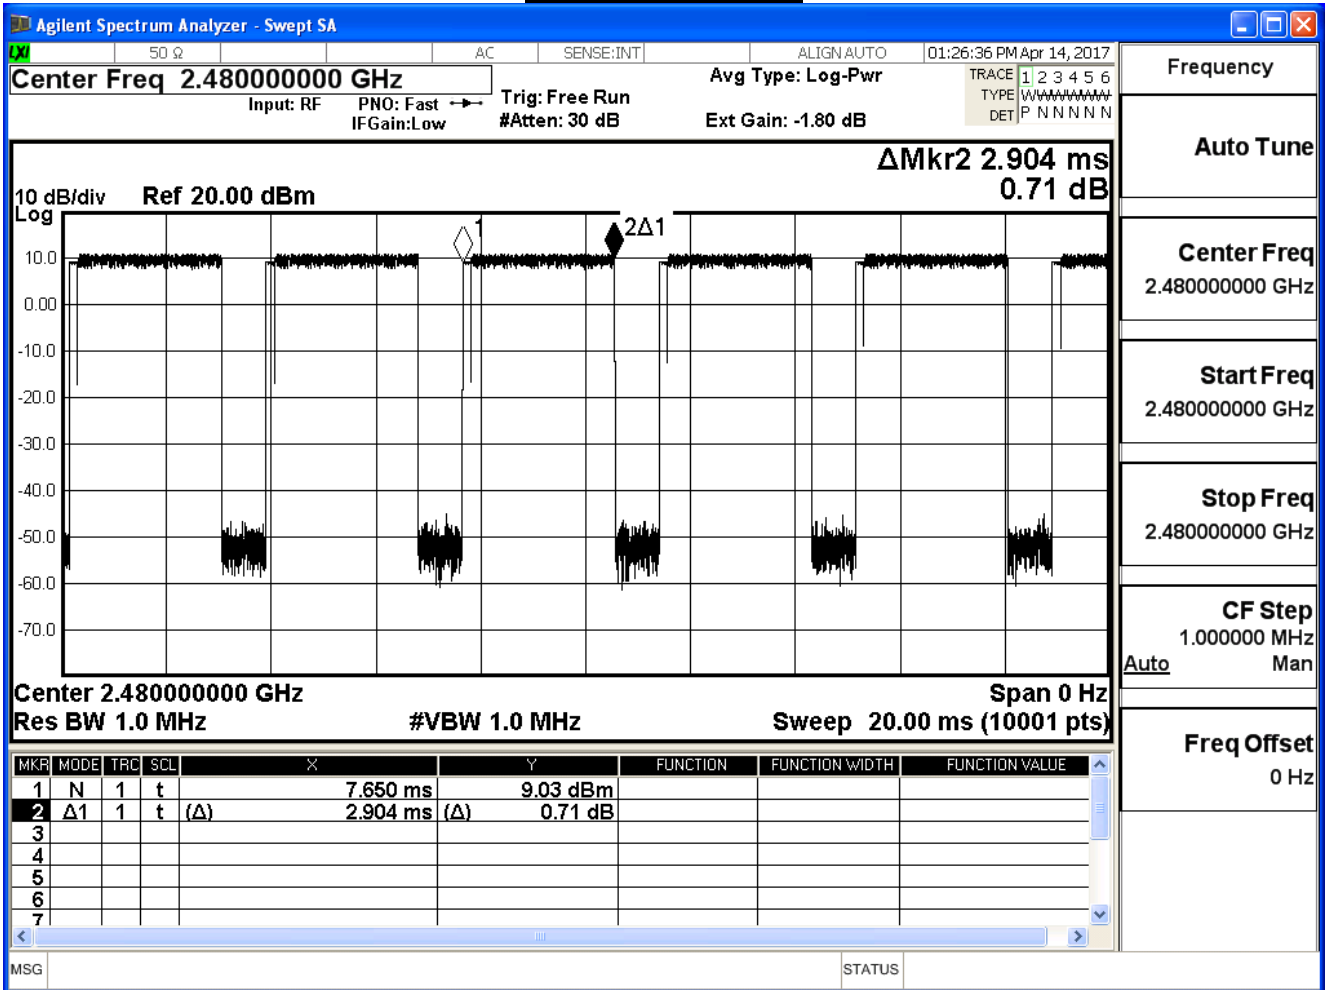 Agilent Spectrum Analyzer - Swept SA
LXI 50 Ω AC SENSE:INT ALIGN AUTO 01:26:36 PM Apr 14, 2017
Center Freq 2.480000000 GHz
Input: RF PNO: Fast Trig: Free Run Avg Type: Log-Pwr TRACE 1 2 3 4 5 6
IFGain:Low #Atten: 30 dB Ext Gain: -1.80 dB TYPE
DET P N N N N N
ΔMkr2 2.904 ms
0.71 dB
10 dB/div Ref 20.00 dBm
Log
1
2Δ1
10.0
0.00
-10.0
-20.0
-30.0
-40.0
-50.0
-60.0
-70.0
Center 2.480000000 GHz Span 0 Hz
Res BW 1.0 MHz #VBW 1.0 MHz Sweep 20.00 ms (10001 pts)
MKR MODE TRC SCL X Y FUNCTION FUNCTION WIDTH FUNCTION VALUE
1 N 1 t 7.650 ms 9.03 dBm
2 Δ1 1 t (Δ) 2.904 ms (Δ) 0.71 dB
3
4
5
6
7
MSG STATUS
Frequency
Auto Tune
Center Freq
2.480000000 GHz
Start Freq
2.480000000 GHz
Stop Freq
2.480000000 GHz
CF Step
1.000000 MHz
Auto Man
Freq Offset
0 Hz